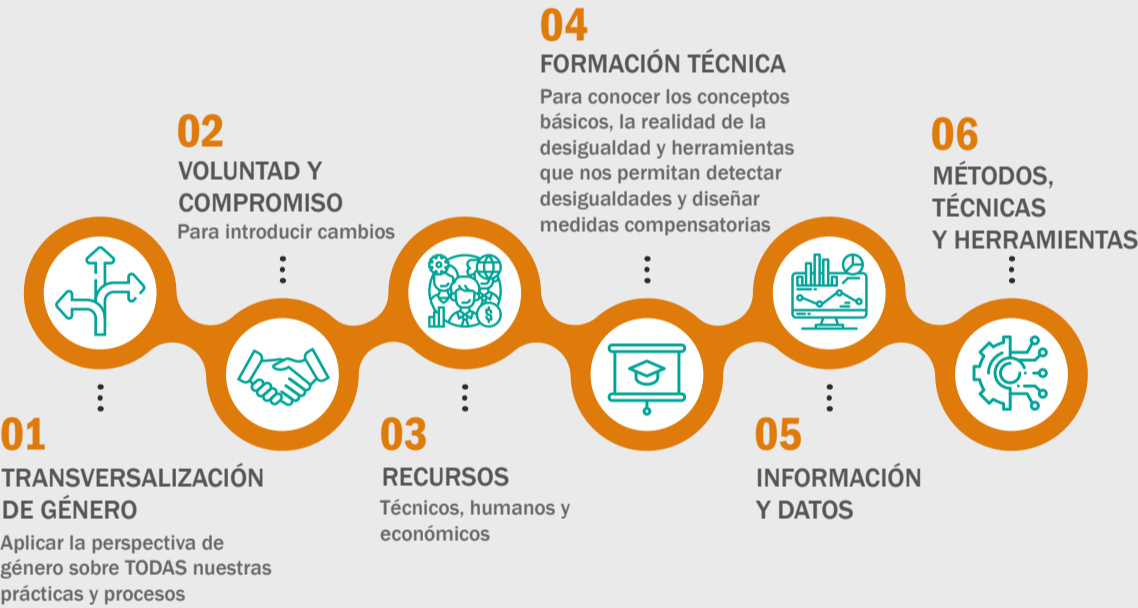 01
TRANSVERSALIZACIÓN
DE GÉNERO
Aplicar la perspectiva de
género sobre TODAS nuestras
prácticas y procesos
02
VOLUNTAD Y
COMPROMISO
Para introducir cambios
03
RECURSOS
Técnicos, humanos y
económicos
04
FORMACIÓN TÉCNICA
Para conocer los conceptos
básicos, la realidad de la
desigualdad y herramientas
que nos permitan detectar
desigualdades y diseñar
medidas compensatorias
05
INFORMACIÓN
Y DATOS
06
MÉTODOS,
TÉCNICAS
Y HERRAMIENTAS